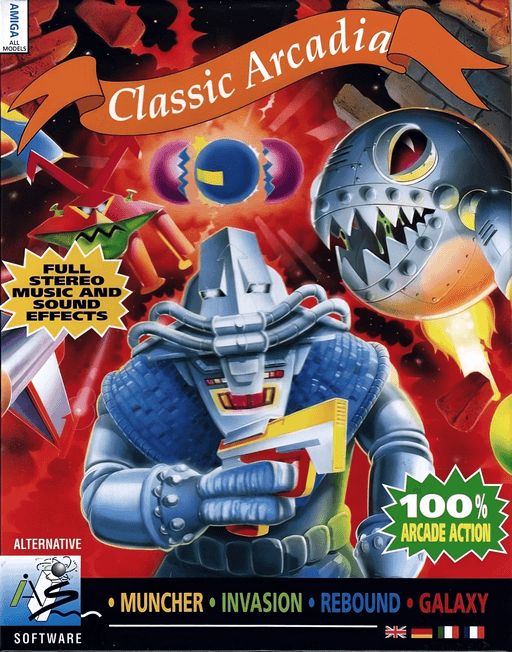 AMIGA
ALL
MODELS
Classic Arcadia
FULL
STEREO
MUSIC AND
SOUND
EFFECTS
100%
ARCADE ACTION
ALTERNATIVE
SOFTWARE
• MUNCHER • INVASION • REBOUND • GALAXY